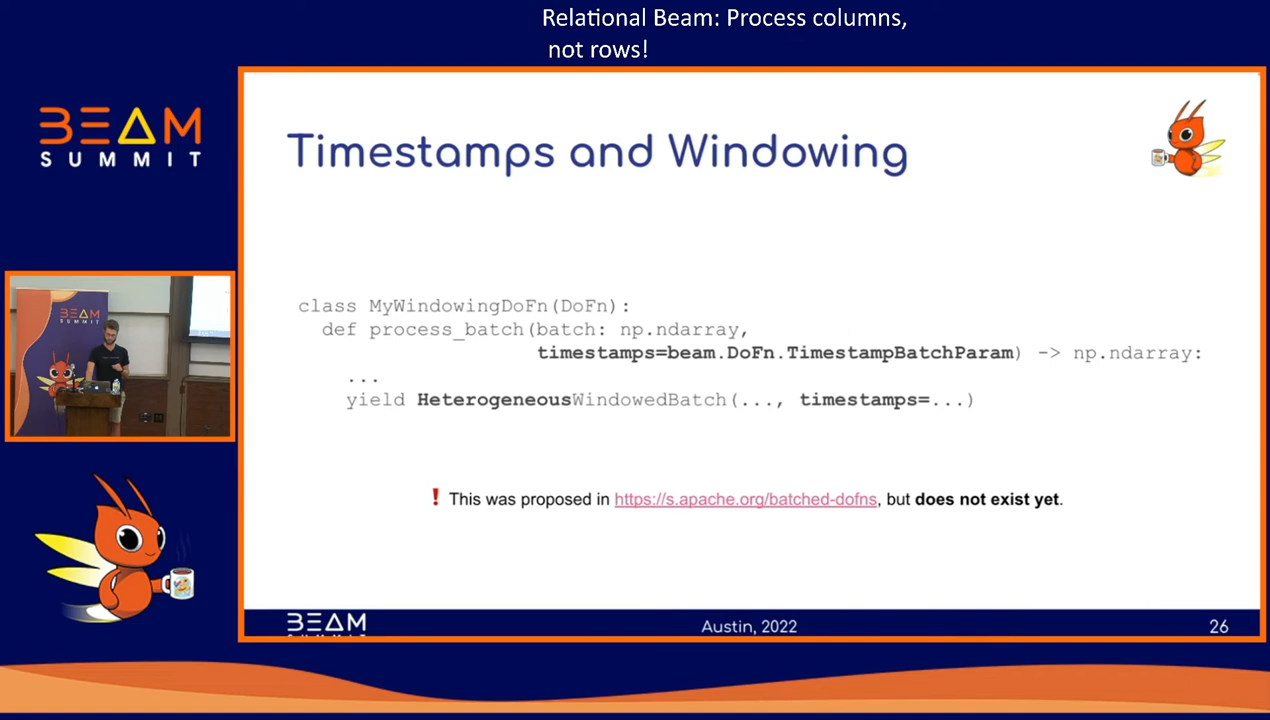 Relational Beam: Process columns,
not rows!
BEAM
SUMMIT
Timestamps and Windowing
class MyWindowingDoFn(DoFn):
def process_batch(batch: np.ndarray,
timestamps=beam.DoFn.TimestampBatchParam) -> np.ndarray:
...
yield HeterogeneousWindowedBatch(..., timestamps=...)
! This was proposed in https://s.apache.org/batched-dofns, but does not exist yet.
BEAM
SUMMIT
BEAM
Austin, 2022
26